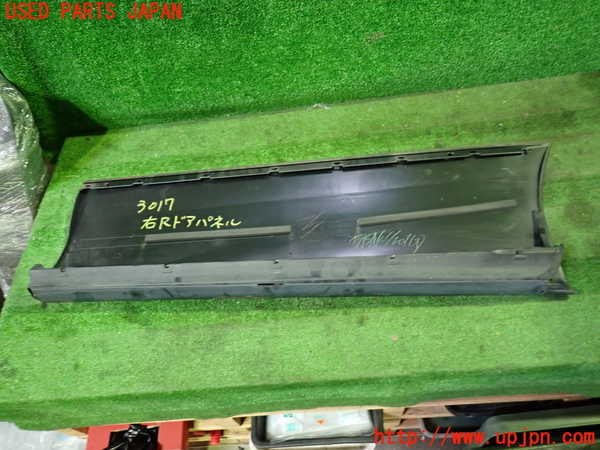 USED PARTS JAPAN
3017
右Rドアパネル
http://www.upjpn.com/